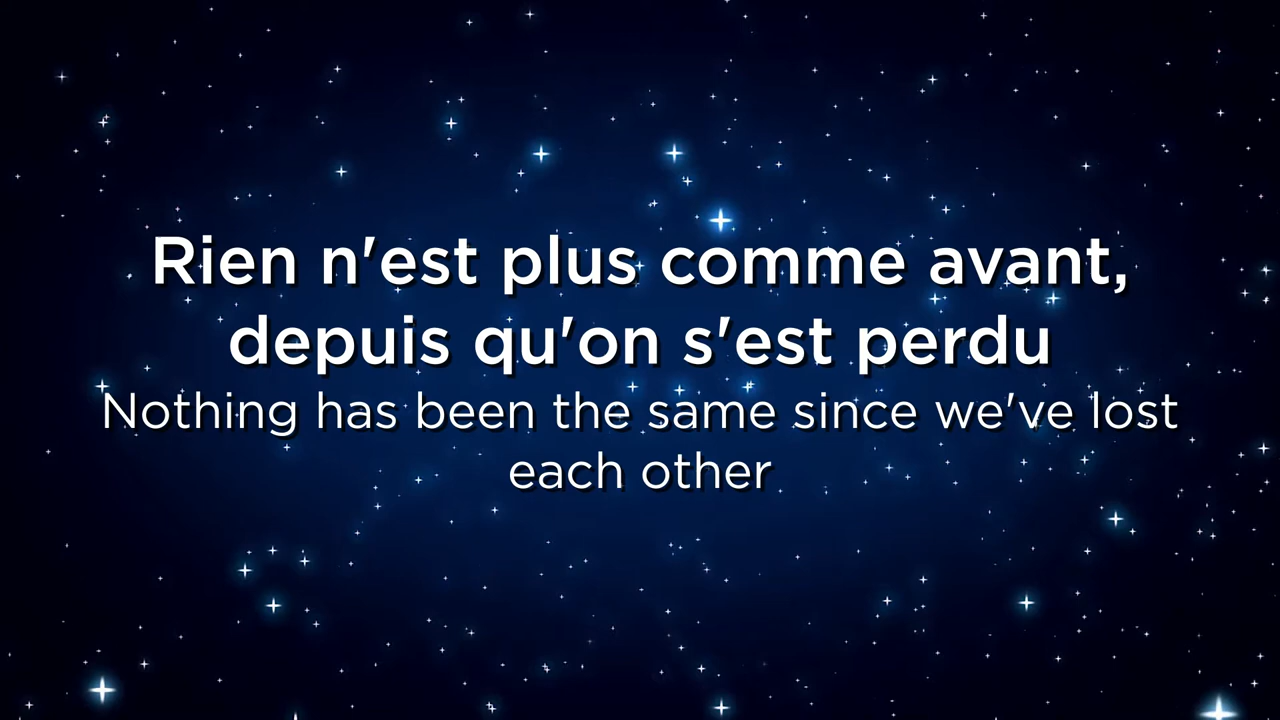 Rien n'est plus comme avant,
depuis qu'on s'est perdu
Nothing has been the same since we've lost
each other